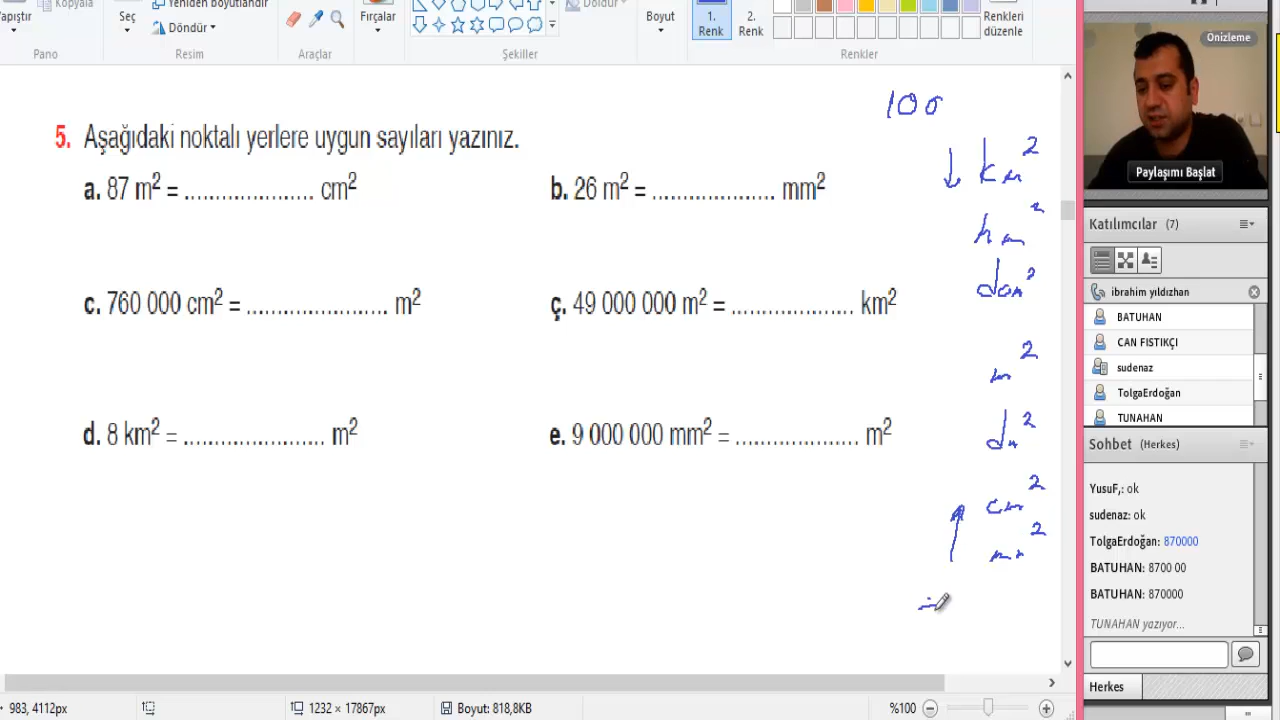 Yapıştır
Kopyala
Pano
Seç
Yeniden boyutlandır
Döndür
Resim
Araçlar
Fırçalar
Şekiller
Doldur
Boyut
1. Renk
2. Renk
Renkleri düzenle
Renkler
5. Aşağıdaki noktalı yerlere uygun sayıları yazınız.
a. 87 m² = .................... cm²
b. 26 m² = .................... mm²
c. 760 000 cm² = ....................... m²
ç. 49 000 000 m² = .................... km²
d. 8 km² = ....................... m²
e. 9 000 000 mm² = .................... m²
100
km²
hm²
dam²
m²
dm²
cm²
mm²
Önizleme
Paylaşımı Başlat
Katılımcılar (7)
ibrahim yıldızhan
BATUHAN
CAN FISTIKÇI
sudenaz
TolgaErdoğan
TUNAHAN
Sohbet (Herkes)
YusuF,: ok
sudenaz: ok
TolgaErdoğan: 870000
BATUHAN: 8700 00
BATUHAN: 870000
TUNAHAN yazıyor...
Herkes
983, 4112px
1232 × 17867px
Boyut: 818,8KB
%100